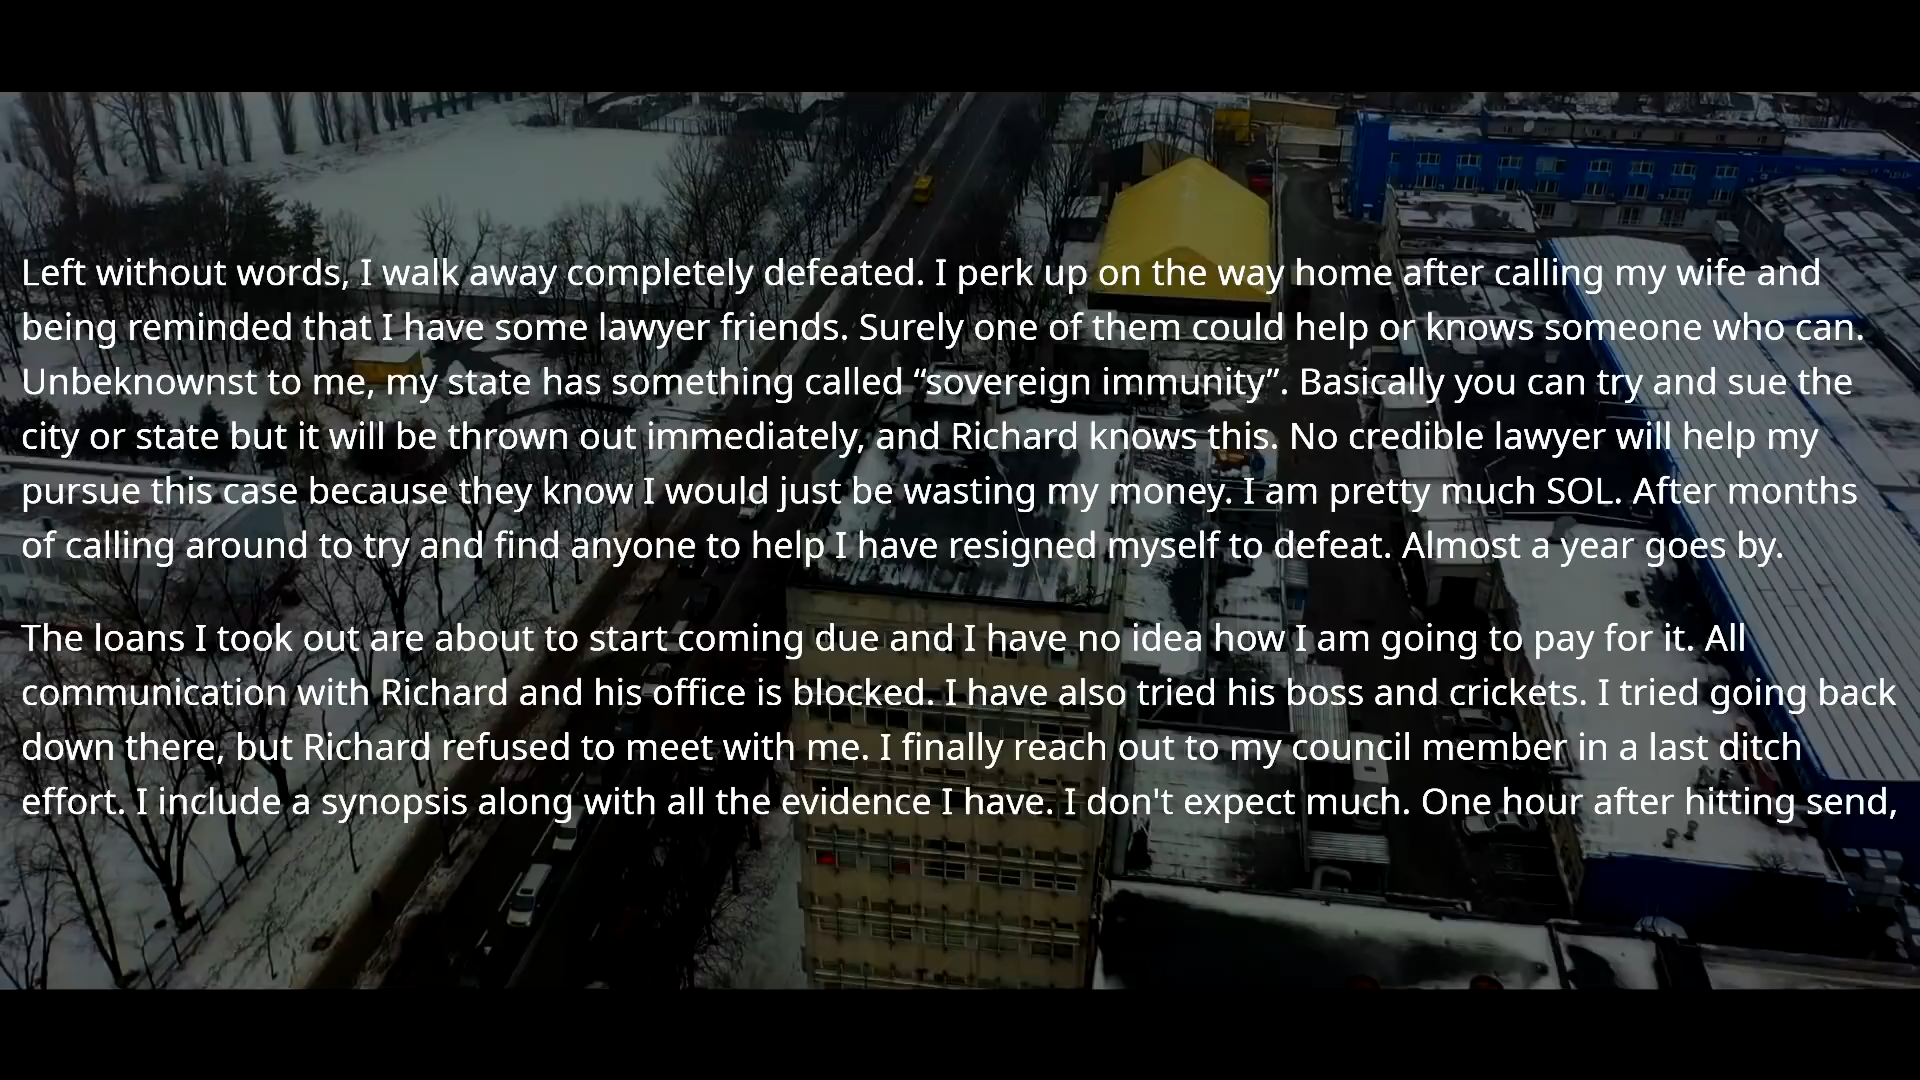 Left without words, I walk away completely defeated. I perk up on the way home after calling my wife and
being reminded that I have some lawyer friends. Surely one of them could help or knows someone who can.
Unbeknownst to me, my state has something called “sovereign immunity”. Basically you can try and sue the
city or state but it will be thrown out immediately, and Richard knows this. No credible lawyer will help my
pursue this case because they know I would just be wasting my money. I am pretty much SOL. After months
of calling around to try and find anyone to help I have resigned myself to defeat. Almost a year goes by.
The loans I took out are about to start coming due and I have no idea how I am going to pay for it. All
communication with Richard and his office is blocked. I have also tried his boss and crickets. I tried going back
down there, but Richard refused to meet with me. I finally reach out to my council member in a last ditch
effort. I include a synopsis along with all the evidence I have. I don't expect much. One hour after hitting send,